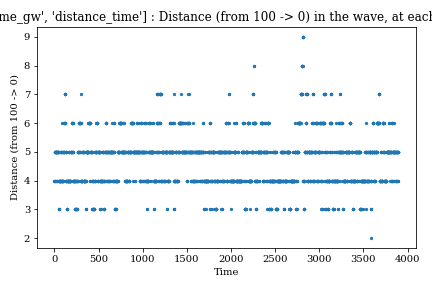 me_gw', 'distance_time'] : Distance (from 100 -> 0) in the wave, at each
9
8
7
6
5
4
3
2
Distance (from 100 -> 0)
0 500 1000 1500 2000 2500 3000 3500 4000
Time